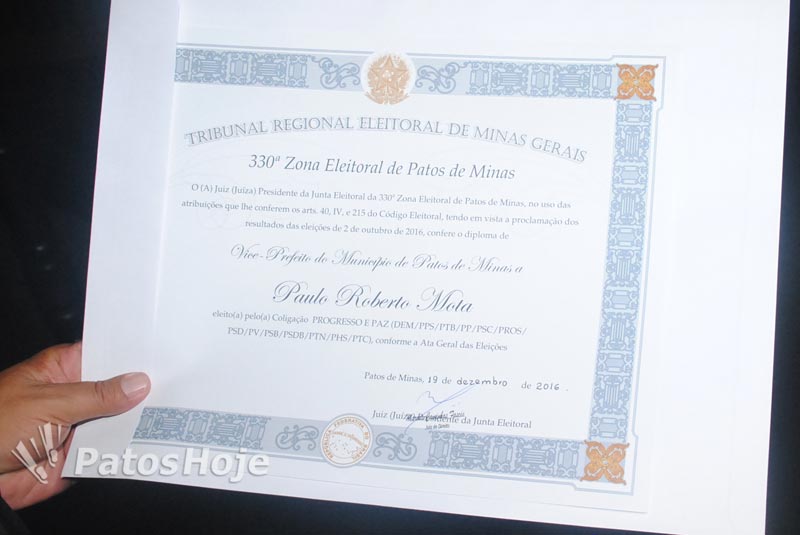 TRIBUNAL REGIONAL ELEITORAL DE MINAS GERAIS
330ª Zona Eleitoral de Patos de Minas
O (A) Juiz (Juíza) Presidente da Junta Eleitoral da 330ª Zona Eleitoral de Patos de Minas, no uso das
atribuições que lhe conferem os arts. 40, IV, e 215 do Código Eleitoral, tendo em vista a proclamação dos
resultados das eleições de 2 de outubro de 2016, confere o diploma de
Vice-Prefeito do Município de Patos de Minas a
Paulo Roberto Mota
eleito(a) pelo(a) Coligação PROGRESSO E PAZ (DEM/PPS/PTB/PP/PSC/PROS/
PSD/PV/PSB/PSDB/PTN/PHS/PTC), conforme a Ata Geral das Eleições
Patos de Minas, 19 de dezembro de 2016.
Juiz (Juíza) Presidente da Junta Eleitoral
Juiz de Direito
PatosHoje